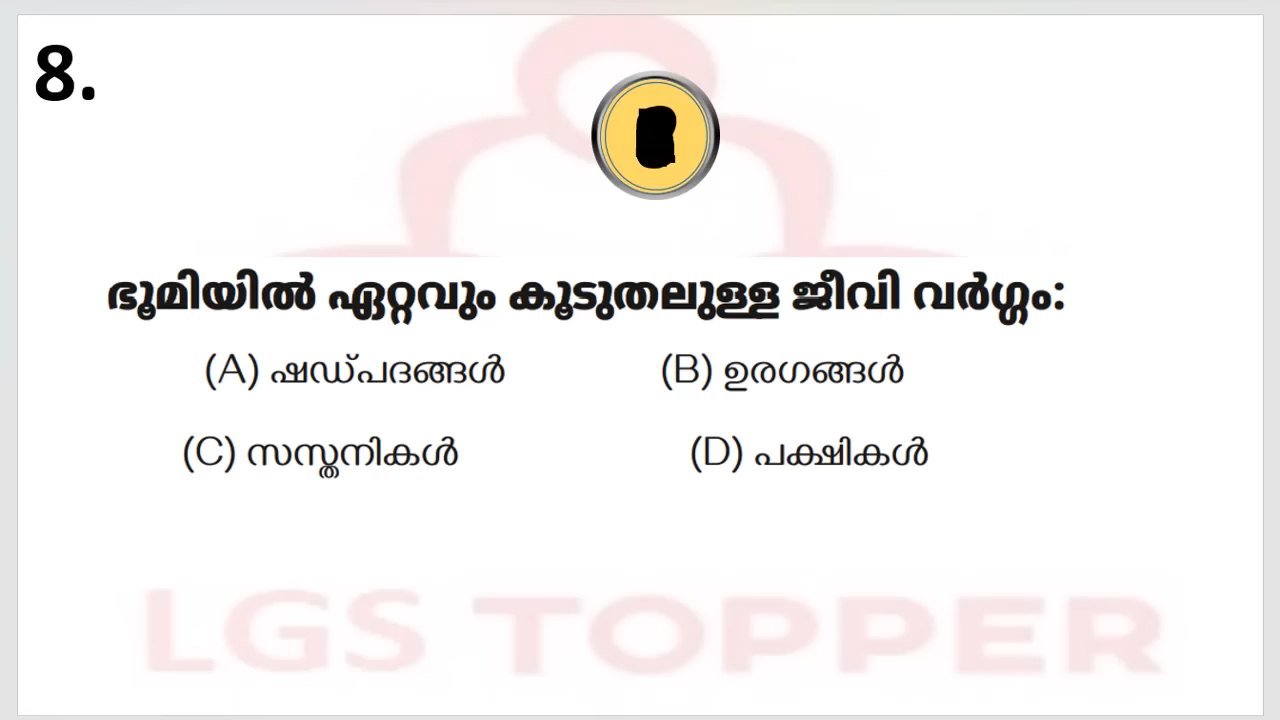 8.
ഭൂമിയിൽ ഏറ്റവും കൂടുതലുള്ള ജീവി വർഗ്ഗം:
(A) ഷഡ്പദങ്ങൾ (B) ഉരഗങ്ങൾ
(C) സസ്തനികൾ (D) പക്ഷികൾ
LGS TOPPER